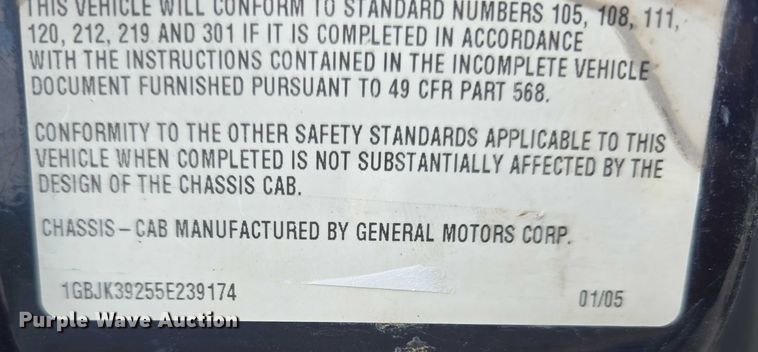 THIS VEHICLE WILL CONFORM TO STANDARD NUMBERS 105, 108, 111,
120, 212, 219 AND 301 IF IT IS COMPLETED IN ACCORDANCE
WITH THE INSTRUCTIONS CONTAINED IN THE INCOMPLETE VEHICLE
DOCUMENT FURNISHED PURSUANT TO 49 CFR PART 568.
CONFORMITY TO THE OTHER SAFETY STANDARDS APPLICABLE TO THIS
VEHICLE WHEN COMPLETED IS NOT SUBSTANTIALLY AFFECTED BY THE
DESIGN OF THE CHASSIS CAB.
CHASSIS-CAB MANUFACTURED BY GENERAL MOTORS CORP.
1GBJK39255E239174 01/05
Purple Wave Auction